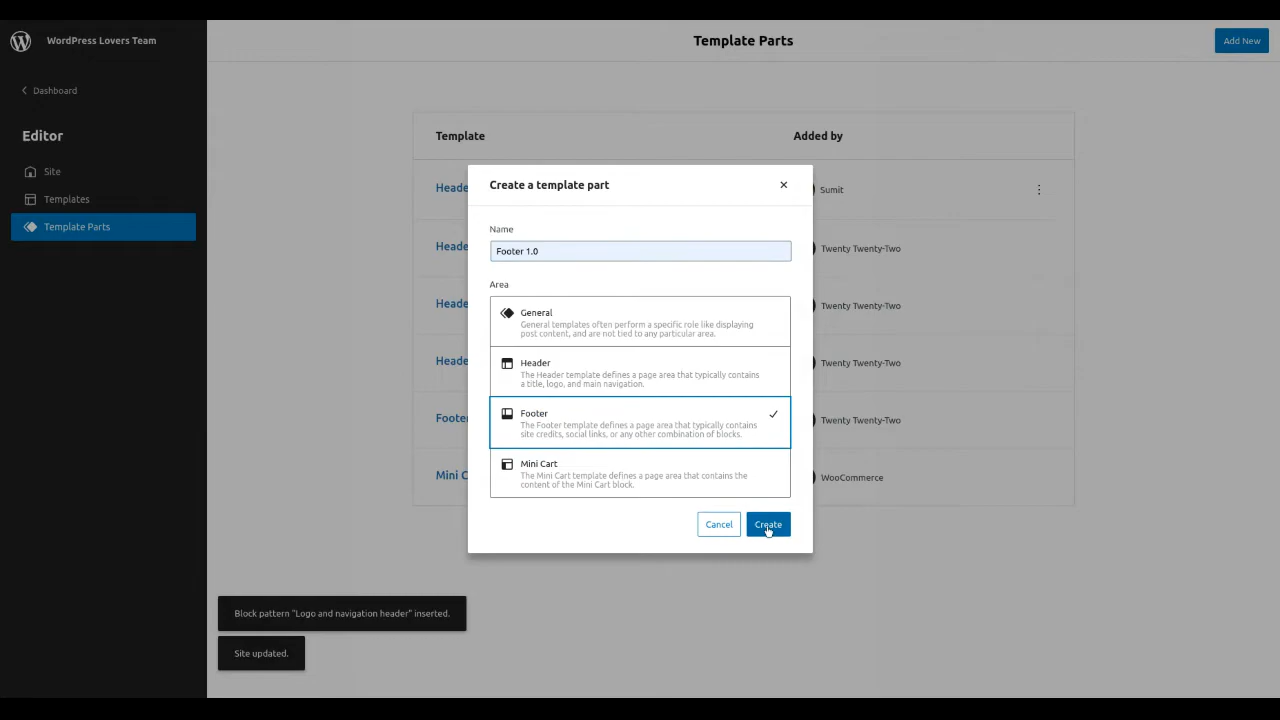 WordPress Lovers Team
Template Parts
Add New
Dashboard
Editor
Site
Templates
Template Parts
Template
Added by
Heade
Sumit
Heade
Twenty Twenty-Two
Heade
Twenty Twenty-Two
Heade
Twenty Twenty-Two
Footer
Twenty Twenty-Two
Mini C
WooCommerce
Create a template part
Name
Footer 1.0
Area
General
General templates often perform a specific role like displaying
post content, and are not tied to any particular area.
Header
The Header template defines a page area that typically contains
a title, logo, and main navigation.
Footer
The Footer template defines a page area that typically contains
site credits, social links, or any other combination of blocks.
Mini Cart
The Mini Cart template defines a page area that contains the
content of the Mini Cart block.
Cancel
Create
Block pattern "Logo and navigation header" inserted.
Site updated.